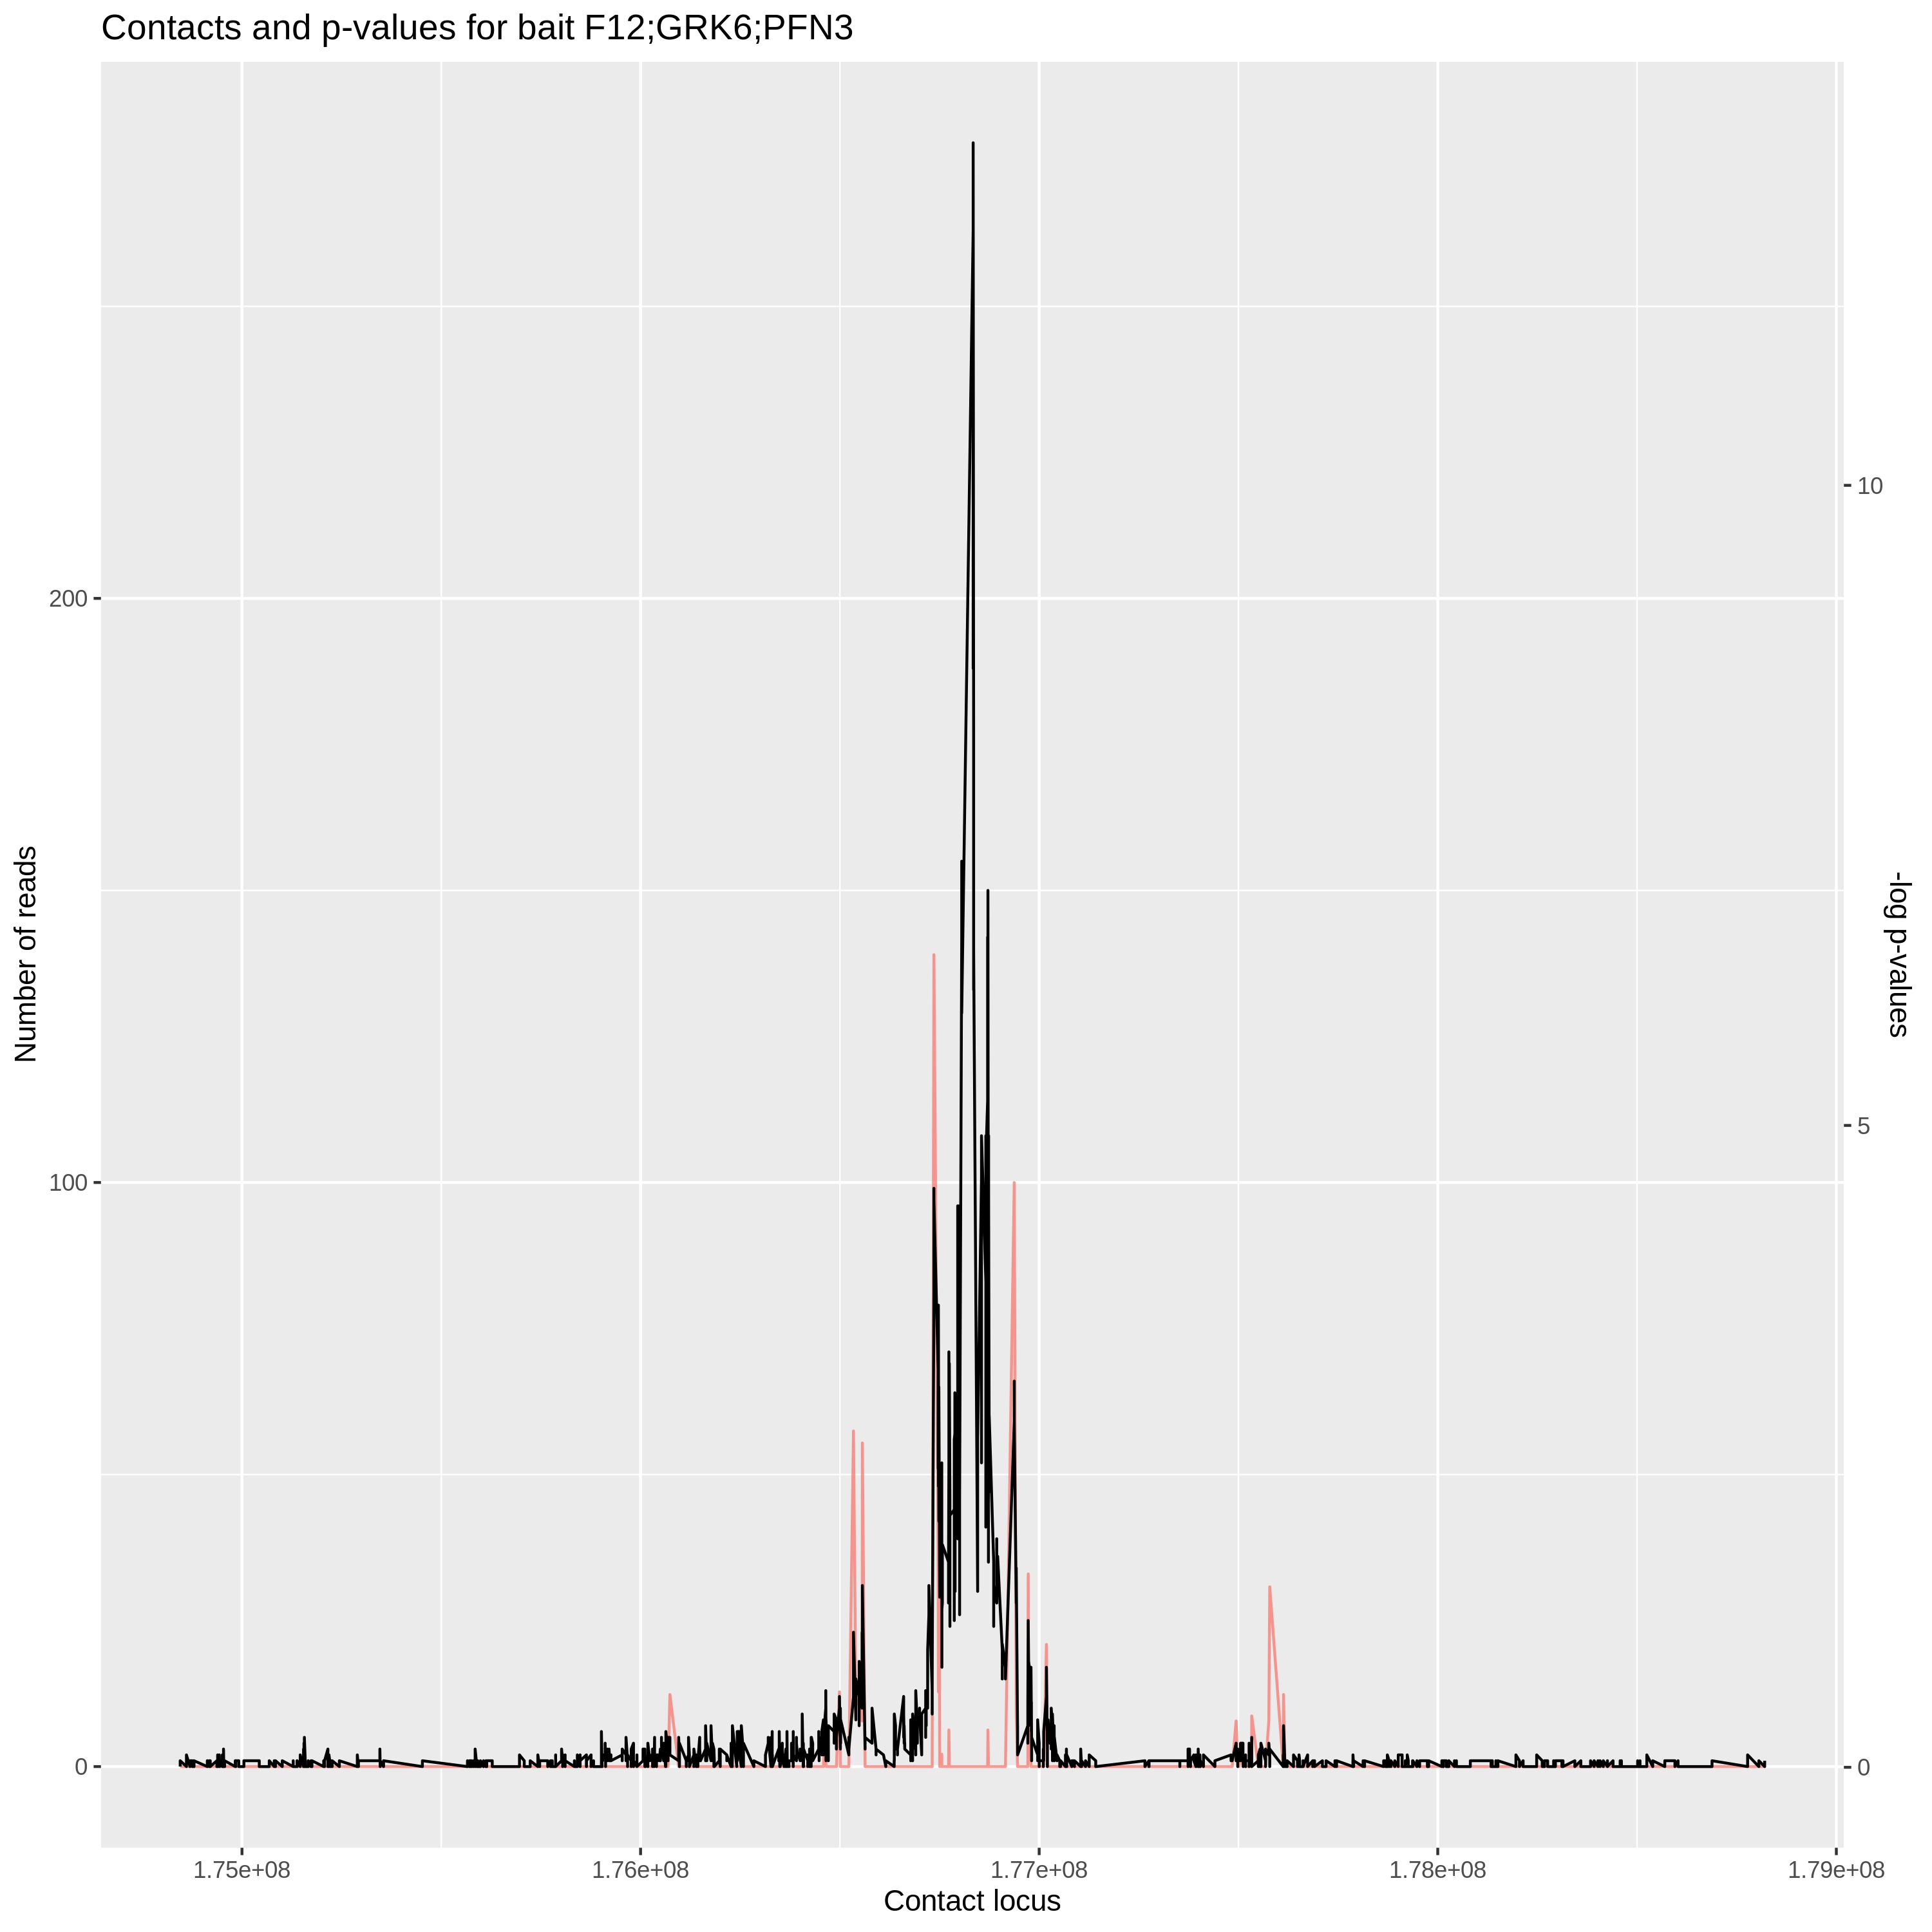 Contacts and p-values for bait F12;GRK6;PFN3
200
100
0
Number of reads
10
5
0
-log p-values
1.75e+08 1.76e+08 1.77e+08 1.78e+08 1.79e+08
Contact locus